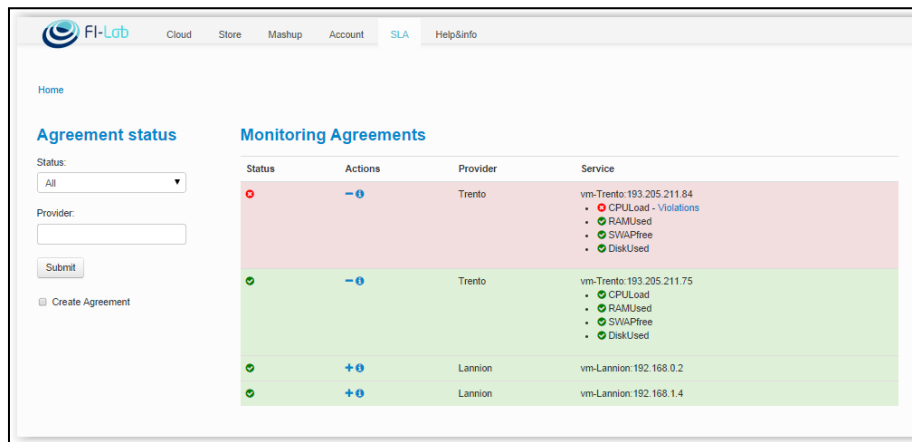 FI-Lab Cloud Store Mashup Account SLA Help&info
Home
Agreement status
Status:
All
Provider:
Submit
Create Agreement
Monitoring Agreements
Status Actions Provider Service
Trento vm-Trento:193.205.211.84
CPULoad - Violations
RAMUsed
SWAPfree
DiskUsed
Trento vm-Trento:193.205.211.75
CPULoad
RAMUsed
SWAPfree
DiskUsed
Lannion vm-Lannion:192.168.0.2
Lannion vm-Lannion:192.168.1.4